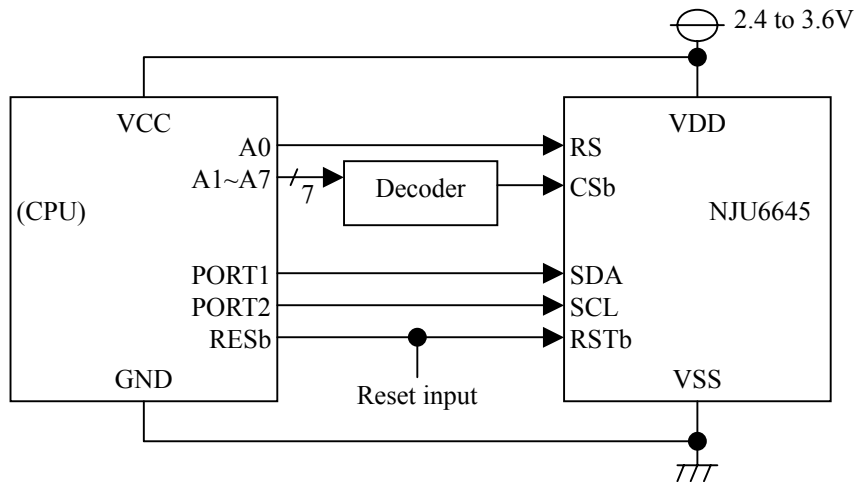 2.4 to 3.6V
VCC
VDD
A0
RS
A1~A7
7
Decoder
CSb
(CPU)
NJU6645
PORT1
SDA
PORT2
SCL
RESb
RSTb
GND
Reset input
VSS